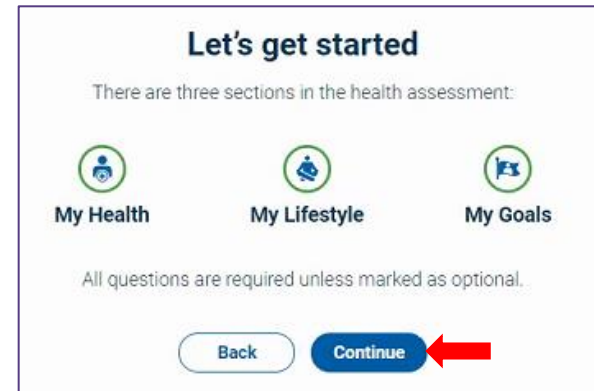 Let's get started
There are three sections in the health assessment:
My Health My Lifestyle My Goals
All questions are required unless marked as optional.
Back Continue